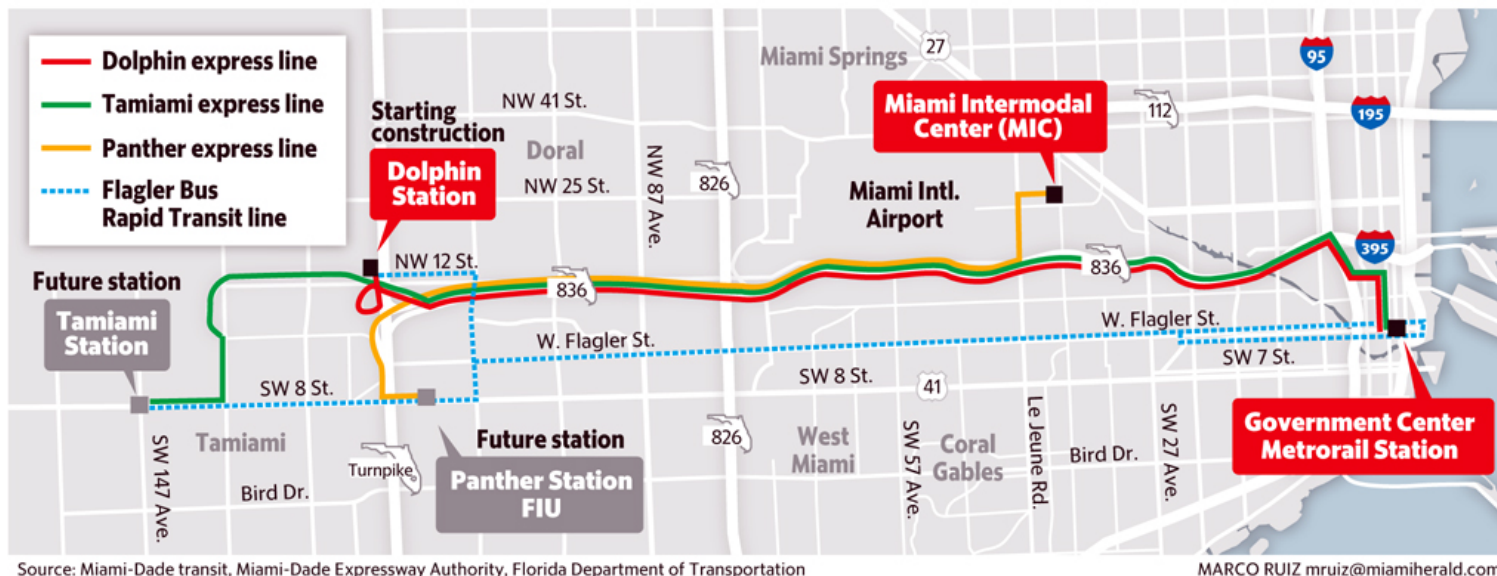 Dolphin express line
Tamiami express line
Panther express line
Flagler Bus
Rapid Transit line
Starting
construction
Dolphin
Station
NW 41 St.
Doral
NW 25 St.
NW 87 Ave.
826
Miami Springs
27
Miami Intermodal
Center (MIC)
112
95
195
Miami Intl.
Airport
395
NW 12 St.
836
836
Future station
Tamiami
Station
W. Flagler St.
W. Flagler St.
SW 7 St.
SW 8 St.
SW 8 St.
41
Government Center
Metrorail Station
SW 147 Ave.
Tamiami
Bird Dr.
Turnpike
Future station
Panther Station
FIU
826
West
Miami
SW 57 Ave.
Coral
Gables
Le Jeune Rd.
Bird Dr.
SW 27 Ave.
Source: Miami-Dade transit, Miami-Dade Expressway Authority, Florida Department of Transportation
MARCO RUIZ mruiz@miamiherald.com